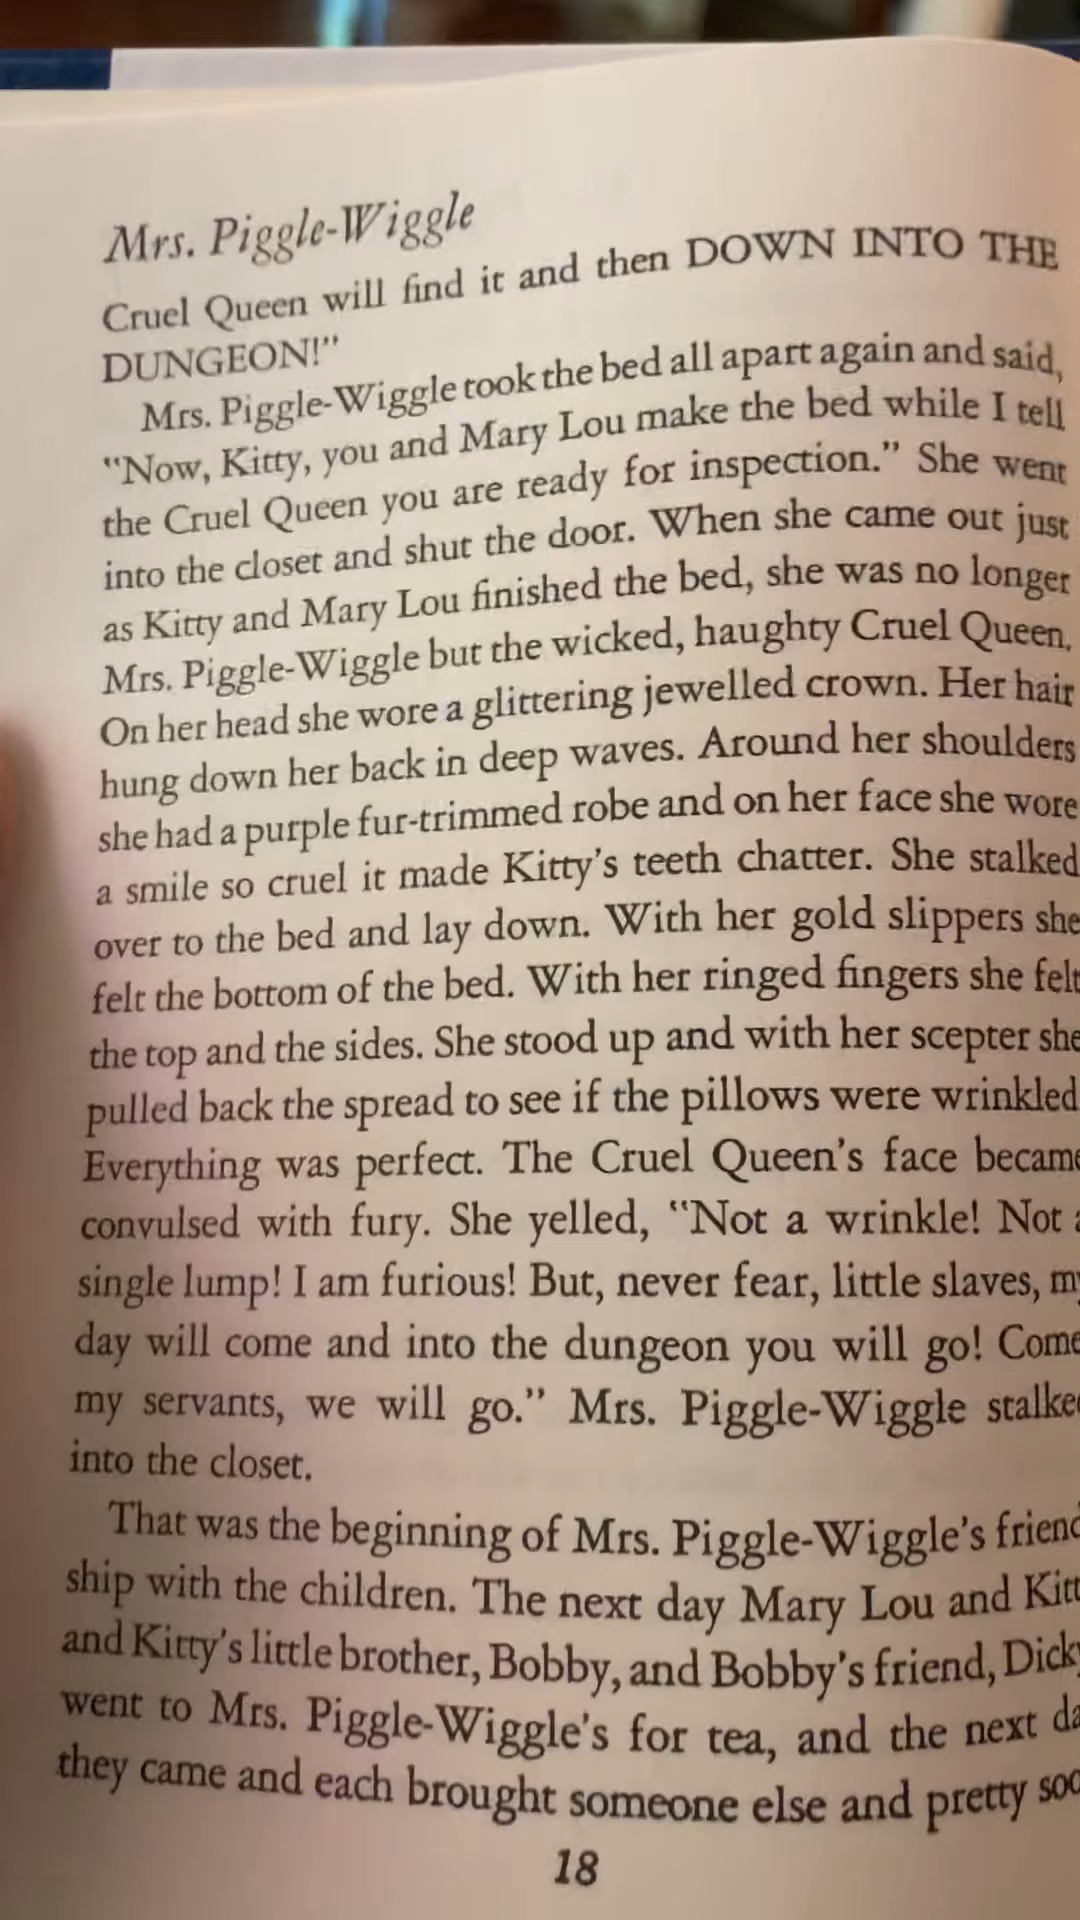 Mrs. Piggle-Wiggle
Cruel Queen will find it and then DOWN INTO THE
DUNGEON!”
Mrs. Piggle-Wiggle took the bed all apart again and said,
“Now, Kitty, you and Mary Lou make the bed while I tell
the Cruel Queen you are ready for inspection.” She went
into the closet and shut the door. When she came out just
as Kitty and Mary Lou finished the bed, she was no longer
Mrs. Piggle-Wiggle but the wicked, haughty Cruel Queen.
On her head she wore a glittering jewelled crown. Her hair
hung down her back in deep waves. Around her shoulders
she had a purple fur-trimmed robe and on her face she wore
a smile so cruel it made Kitty’s teeth chatter. She stalked
over to the bed and lay down. With her gold slippers she
felt the bottom of the bed. With her ringed fingers she felt
the top and the sides. She stood up and with her scepter she
pulled back the spread to see if the pillows were wrinkled
Everything was perfect. The Cruel Queen’s face became
convulsed with fury. She yelled, “Not a wrinkle! Not a
single lump! I am furious! But, never fear, little slaves, my
day will come and into the dungeon you will go! Come
my servants, we will go.” Mrs. Piggle-Wiggle stalke
into the closet.
That was the beginning of Mrs. Piggle-Wiggle’s friend
ship with the children. The next day Mary Lou and Kitt
and Kitty’s little brother, Bobby, and Bobby’s friend, Dicky
went to Mrs. Piggle-Wiggle’s for tea, and the next da
they came and each brought someone else and pretty soo
18